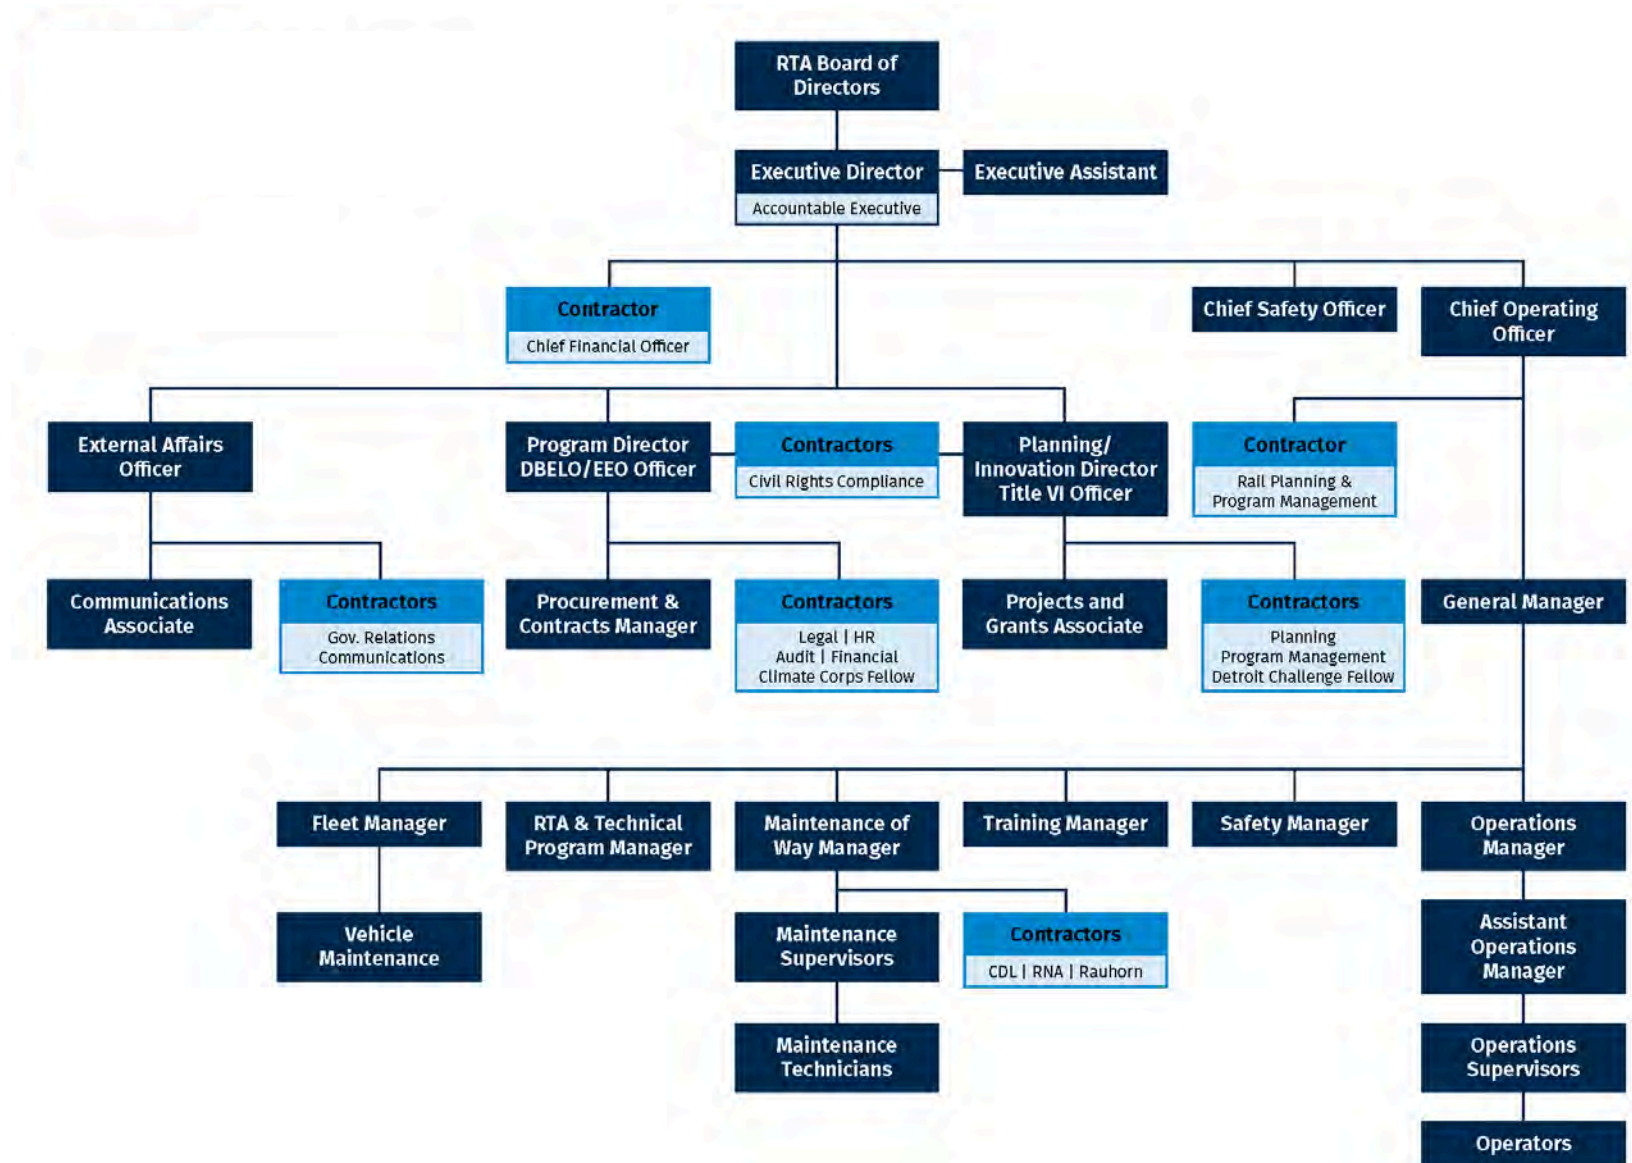 RTA Board of
Directors
Executive Director
Accountable Executive
Executive Assistant
Contractor
Chief Financial Officer
Chief Safety Officer
Chief Operating
Officer
External Affairs
Officer
Program Director
DBELO/EEO Officer
Contractors
Civil Rights Compliance
Planning/
Innovation Director
Title VI Officer
Contractor
Rail Planning &
Program Management
Communications
Associate
Contractors
Gov. Relations
Communications
Procurement &
Contracts Manager
Contractors
Legal | HR
Audit | Financial
Climate Corps Fellow
Projects and
Grants Associate
Contractors
Planning
Program Management
Detroit Challenge Fellow
General Manager
Fleet Manager
RTA & Technical
Program Manager
Maintenance of
Way Manager
Training Manager
Safety Manager
Operations
Manager
Vehicle
Maintenance
Maintenance
Supervisors
Contractors
CDL | RNA | Rauhorn
Assistant
Operations
Manager
Maintenance
Technicians
Operations
Supervisors
Operators